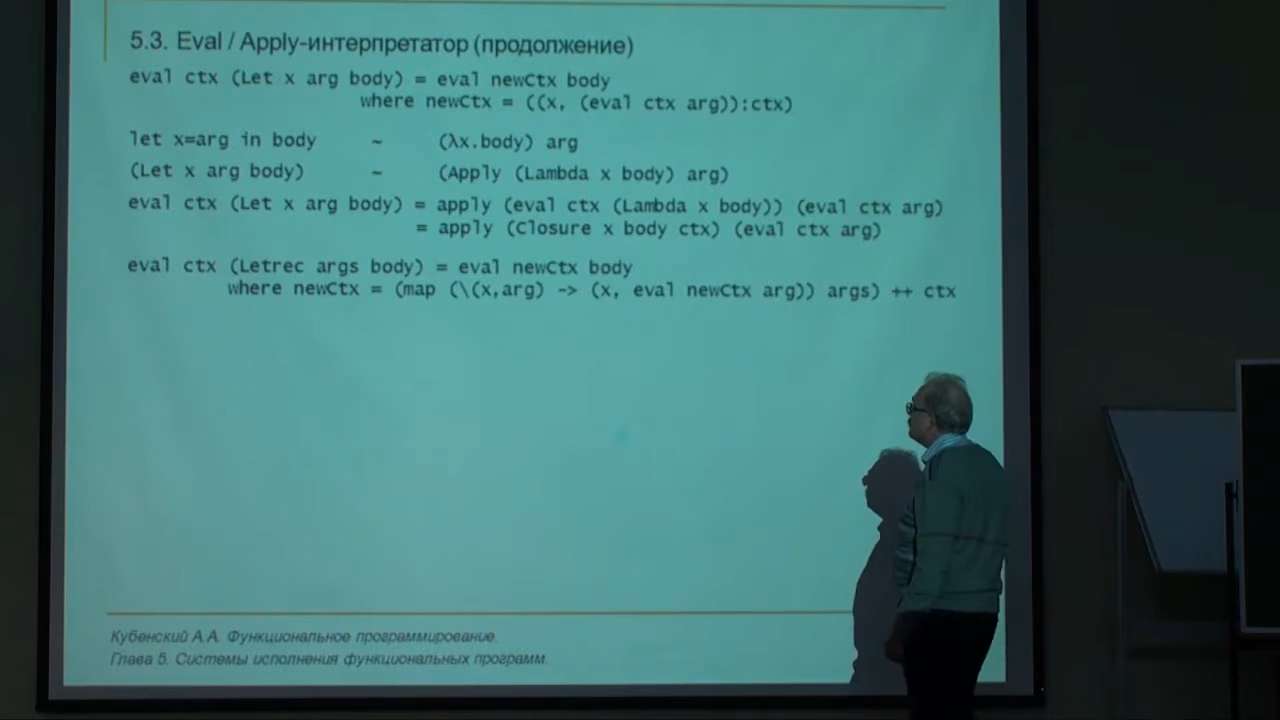 5.3. Eval / Apply-интерпретатор (продолжение)
eval ctx (Let x arg body) = eval newCtx body
where newCtx = ((x, (eval ctx arg)):ctx)
let x=arg in body ~ (λx.body) arg
(Let x arg body) ~ (Apply (Lambda x body) arg)
eval ctx (Let x arg body) = apply (eval ctx (Lambda x body)) (eval ctx arg)
= apply (Closure x body ctx) (eval ctx arg)
eval ctx (Letrec args body) = eval newCtx body
where newCtx = (map (\(x,arg) -> (x, eval newCtx arg)) args) ++ ctx
Кубенский А.А. Функциональное программирование.
Глава 5. Системы исполнения функциональных программ.